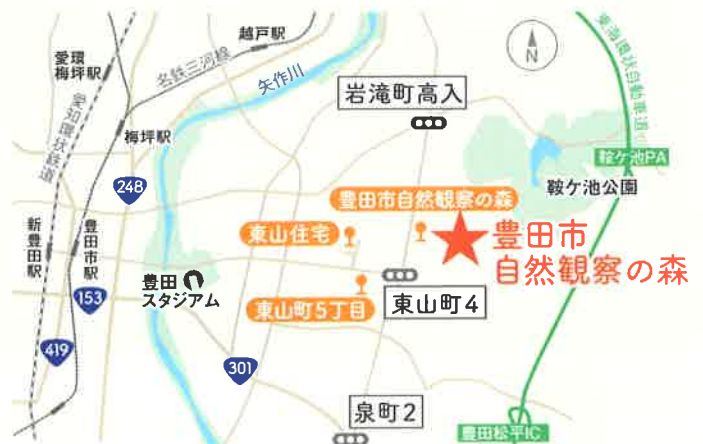 越戸駅
愛環
梅坪駅
名鉄三河線
矢作川
N
東海環状自動車道
岩滝町高入
愛知環状鉄道
梅坪駅
鞍ケ池PA
248
鞍ケ池公園
豊田市自然観察の森
新豊田駅
豊田市駅
東山住宅
豊田市
自然観察の森
豊田
スタジアム
153
東山町5丁目
東山町4
419
301
泉町2
豊田松平IC